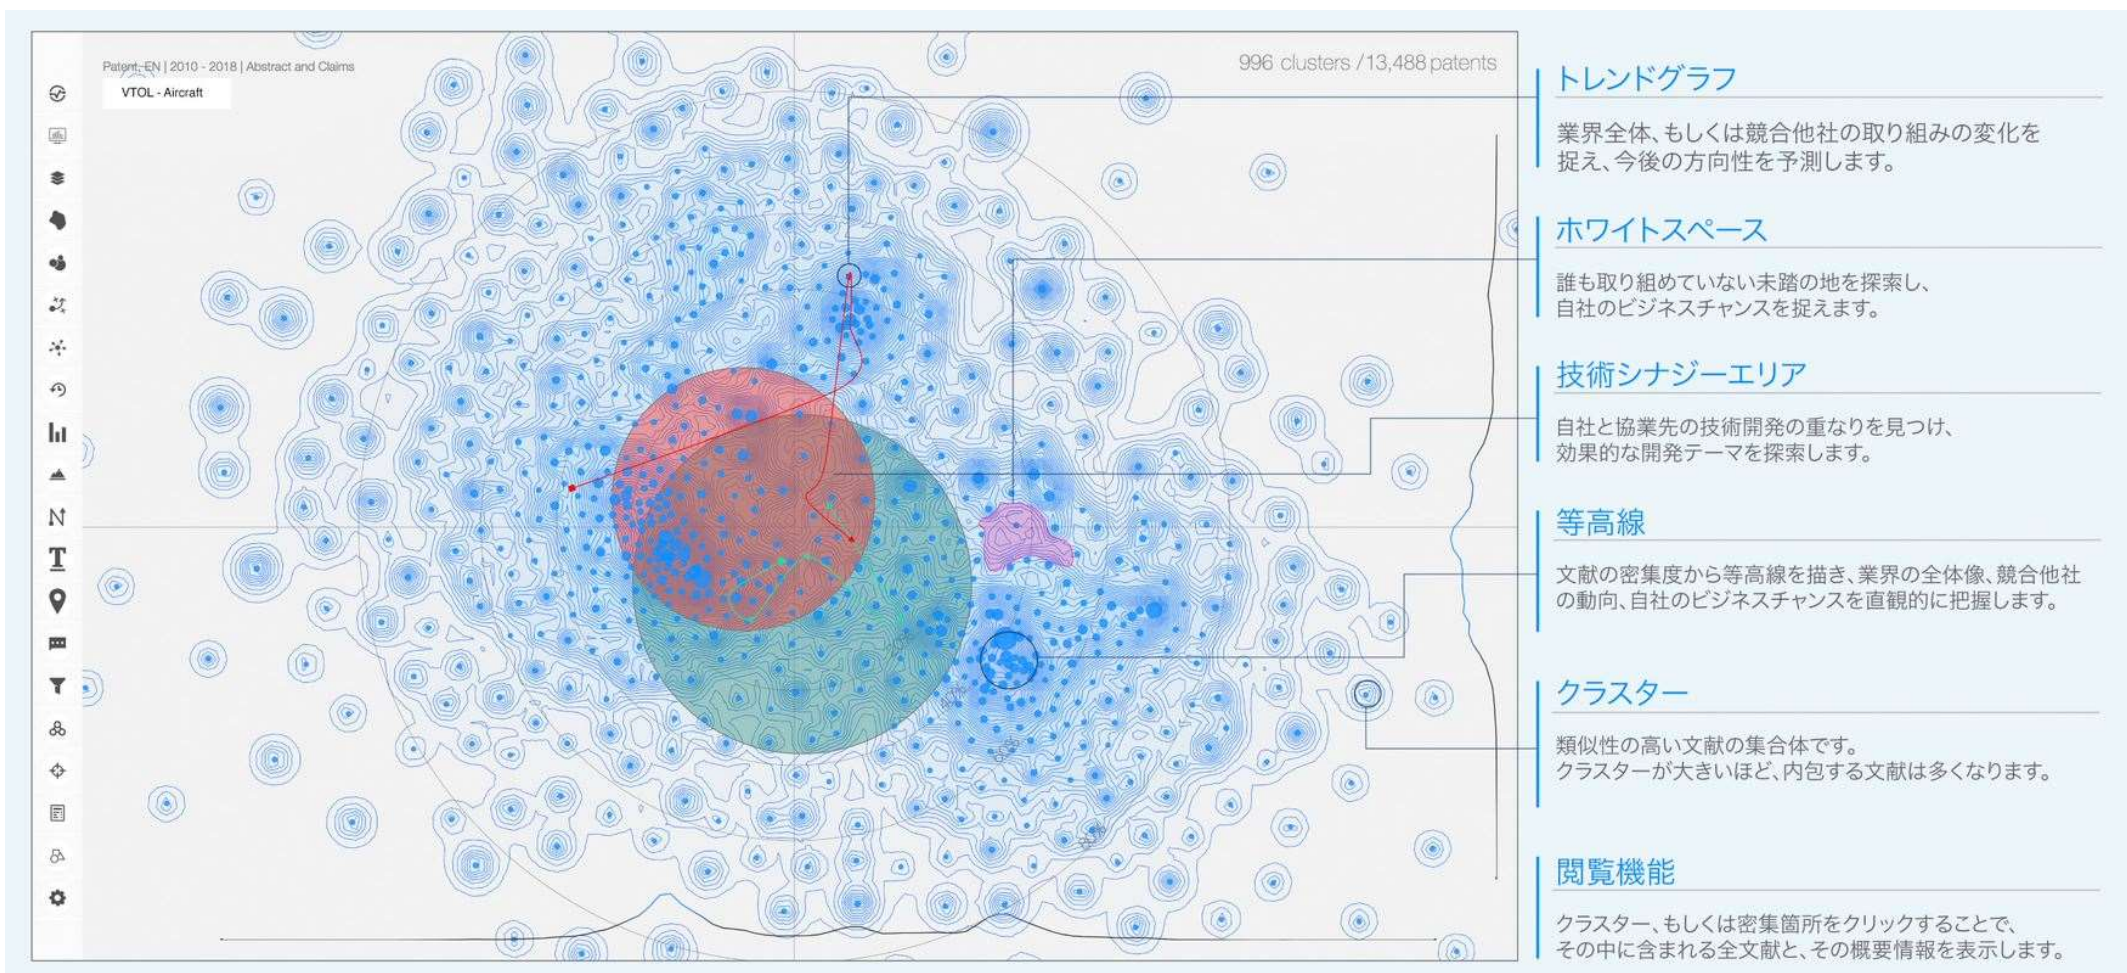 Patent, EN | 2010 - 2018 | Abstract and Claims
VTOL - Aircraft
996 clusters / 13,488 patents
20%
40%
60%
80%
トレンドグラフ
業界全体、もしくは競合他社の取り組みの変化を
捉え、今後の方向性を予測します。
ホワイトスペース
誰も取り組めていない未踏の地を探索し、
自社のビジネスチャンスを捉えます。
技術シナジーエリア
自社と協業先の技術開発の重なりを見つけ、
効果的な開発テーマを探索します。
等高線
文献の密集度から等高線を描き、業界の全体像、競合他社
の動向、自社のビジネスチャンスを直観的に把握します。
クラスター
類似性の高い文献の集合体です。
クラスターが大きいほど、内包する文献は多くなります。
閲覧機能
クラスター、もしくは密集箇所をクリックすることで、
その中に含まれる全文献と、その概要情報を表示します。